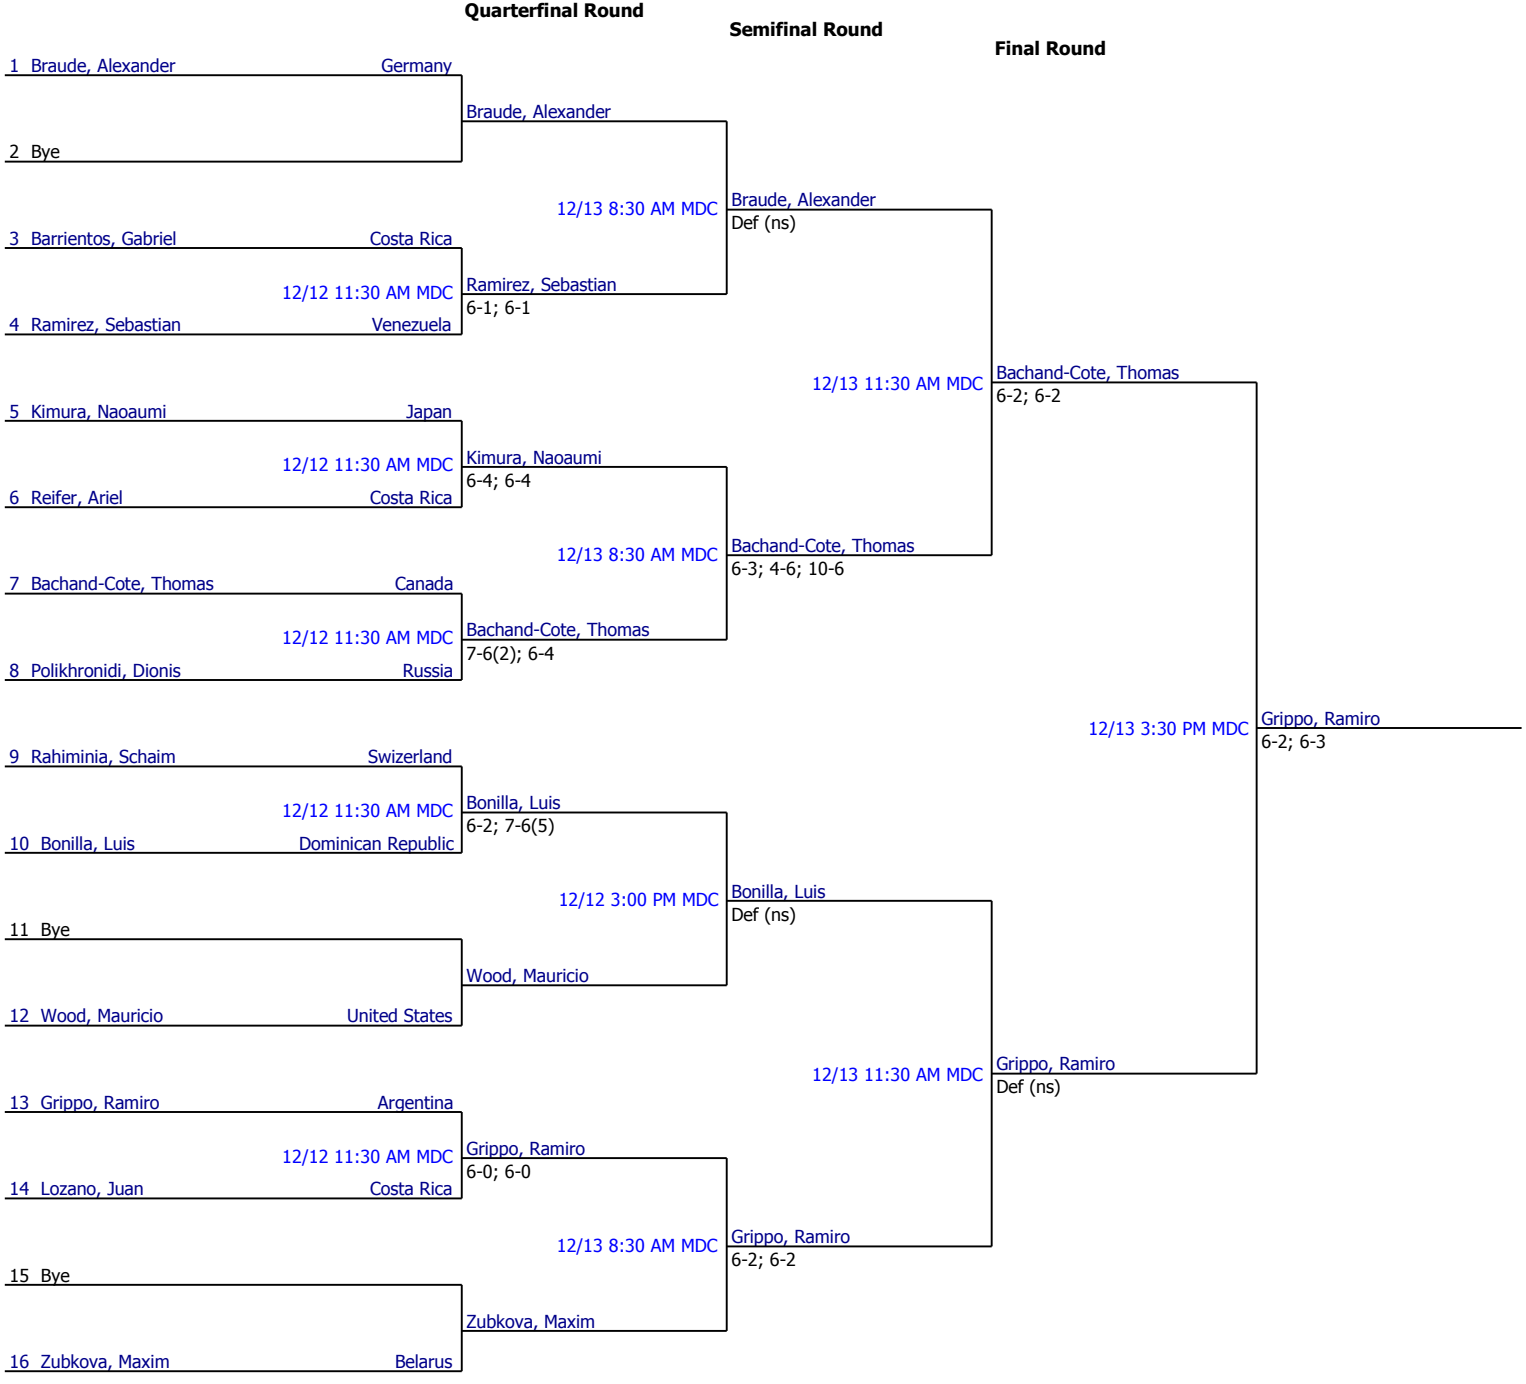 Quarterfinal Round
Semifinal Round
Final Round
1 Braude, Alexander Germany
Braude, Alexander
2 Bye
12/13 8:30 AM MDC Braude, Alexander
Def (ns)
3 Barrientos, Gabriel Costa Rica
12/12 11:30 AM MDC Ramirez, Sebastian
6-1; 6-1
4 Ramirez, Sebastian Venezuela
12/13 11:30 AM MDC Bachand-Cote, Thomas
6-2; 6-2
5 Kimura, Naoaumi Japan
12/12 11:30 AM MDC Kimura, Naoaumi
6-4; 6-4
6 Reifer, Ariel Costa Rica
12/13 8:30 AM MDC Bachand-Cote, Thomas
6-3; 4-6; 10-6
7 Bachand-Cote, Thomas Canada
12/12 11:30 AM MDC Bachand-Cote, Thomas
7-6(2); 6-4
8 Polikhronidi, Dionis Russia
12/13 3:30 PM MDC Grippo, Ramiro
6-2; 6-3
9 Rahiminia, Schaim Swizerland
12/12 11:30 AM MDC Bonilla, Luis
6-2; 7-6(5)
10 Bonilla, Luis Dominican Republic
12/12 3:00 PM MDC Bonilla, Luis
Def (ns)
11 Bye
Wood, Mauricio
12 Wood, Mauricio United States
12/13 11:30 AM MDC Grippo, Ramiro
Def (ns)
13 Grippo, Ramiro Argentina
12/12 11:30 AM MDC Grippo, Ramiro
6-0; 6-0
14 Lozano, Juan Costa Rica
12/13 8:30 AM MDC Grippo, Ramiro
6-2; 6-2
15 Bye
Zubkova, Maxim
16 Zubkova, Maxim Belarus